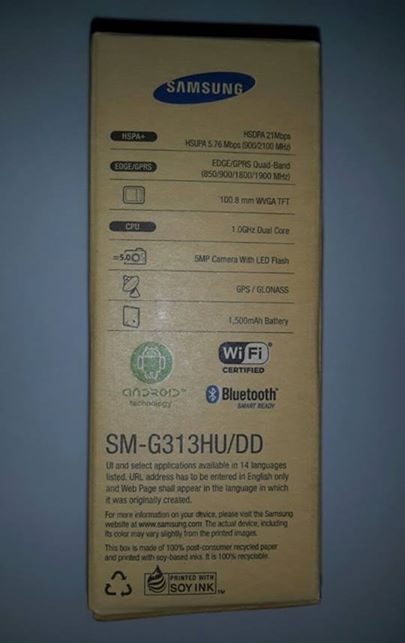 SAMSUNG
HSPA+ HSDPA 21Mbps
HSUPA 5.76 Mbps (900/2100 MHz)
EDGE/GPRS EDGE/GPRS Quad-Band
(850/900/1800/1900 MHz)
100.8 mm WVGA TFT
CPU 1.0GHz Dual Core
5.0 5MP Camera With LED Flash
GPS / GLONASS
1,500mAh Battery
Wi Fi®
CERTIFIED
ANDROID™
technology
Bluetooth®
SMART READY
SM-G313HU/DD
UI and select applications available in 14 languages
listed. URL address has to be entered in English only
and Web Page shall appear in the language in which
it was originally created.
For more information on your device, please visit the Samsung
website at www.samsung.com. The actual device, including
its color may vary slightly from the printed images.
This box is made of 100% post-consumer recycled paper
and printed with soy-based inks. It is 100% recyclable.
PRINTED WITH
SOY INK™